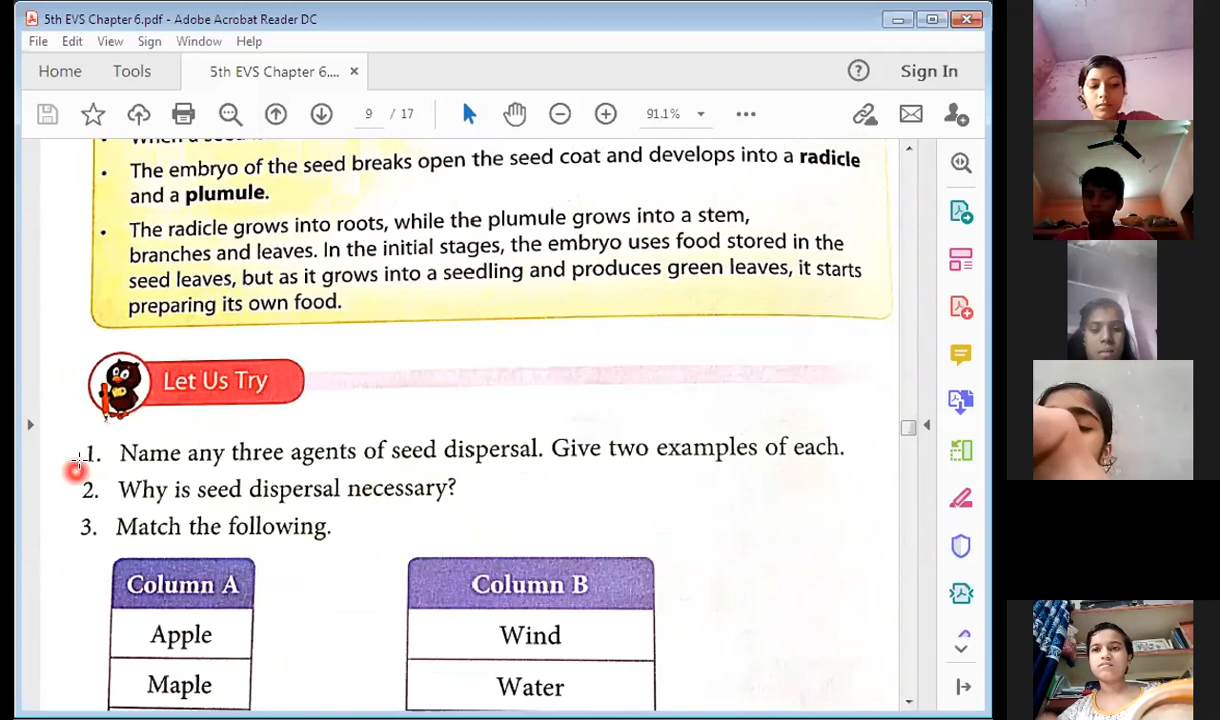 5th EVS Chapter 6.pdf - Adobe Acrobat Reader DC
File Edit View Sign Window Help
Home Tools 5th EVS Chapter 6.... × Sign In
9 / 17 91.1%
The embryo of the seed breaks open the seed coat and develops into a radicle
and a plumule.
The radicle grows into roots, while the plumule grows into a stem,
branches and leaves. In the initial stages, the embryo uses food stored in the
seed leaves, but as it grows into a seedling and produces green leaves, it starts
preparing its own food.
Let Us Try
1. Name any three agents of seed dispersal. Give two examples of each.
2. Why is seed dispersal necessary?
3. Match the following.
Column A Column B
Apple Wind
Maple Water